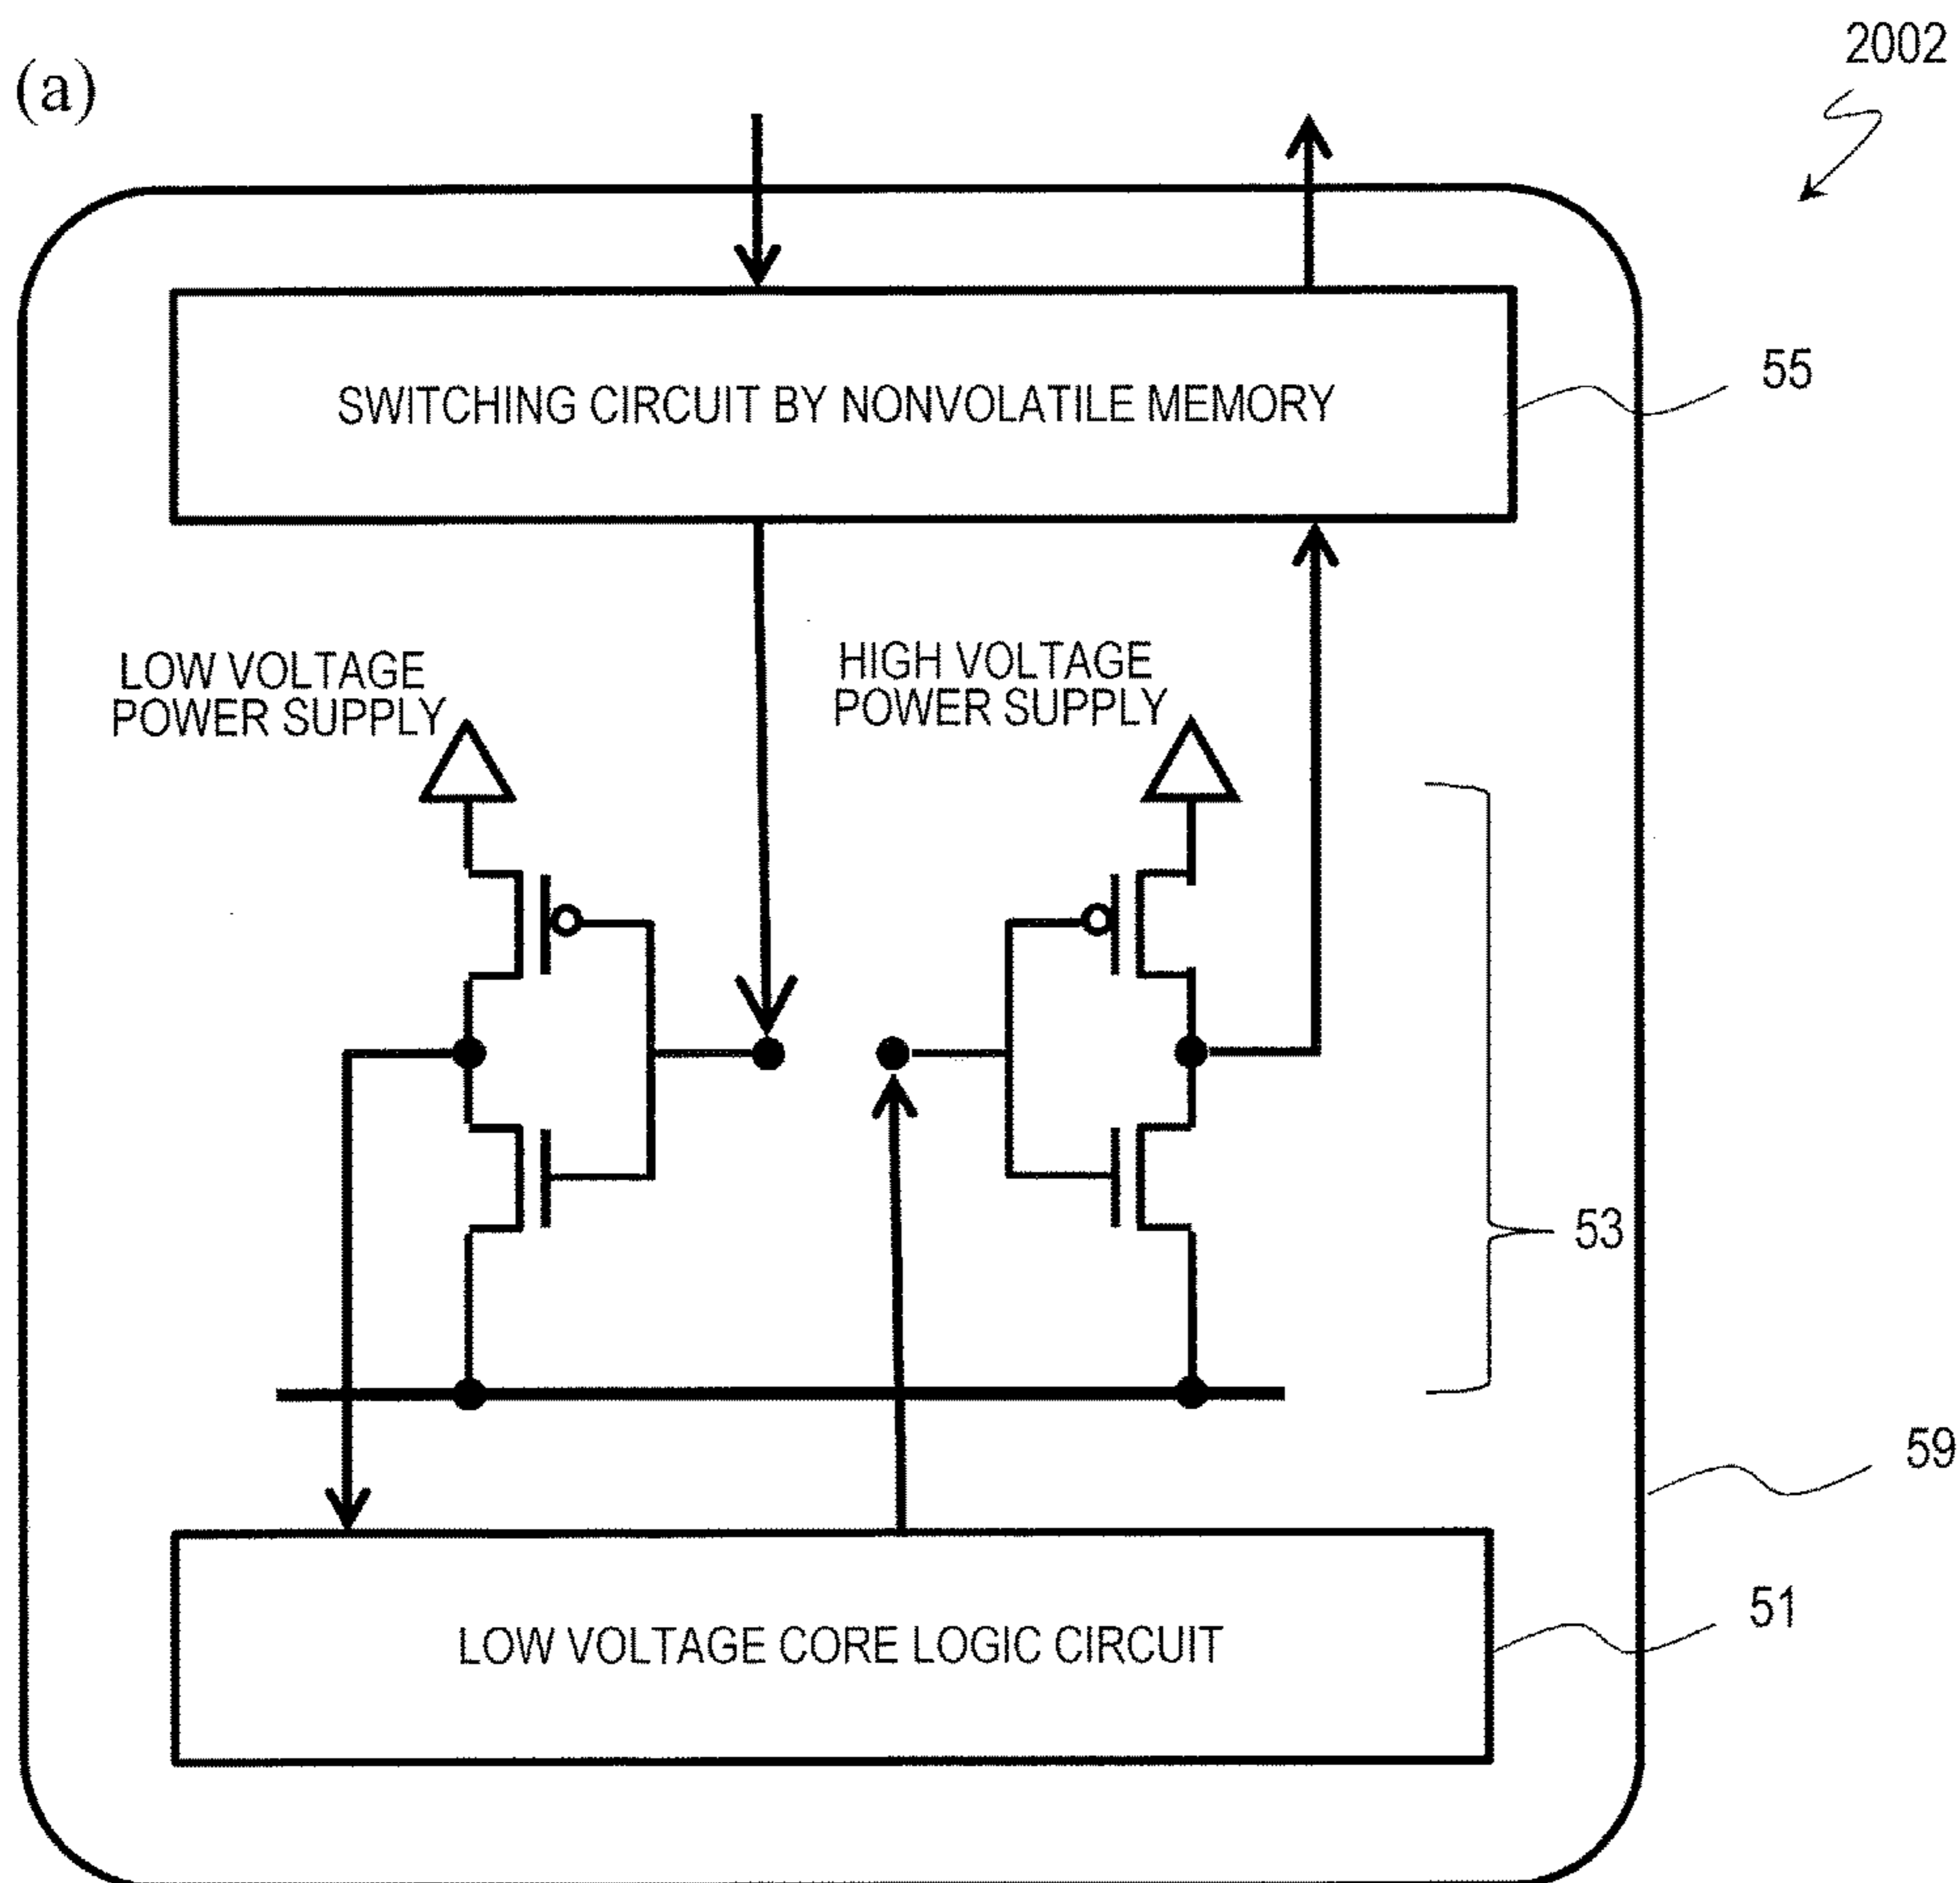 2002
(a)
SWITCHING CIRCUIT BY NONVOLATILE MEMORY
55
LOW VOLTAGE
POWER SUPPLY
HIGH VOLTAGE
POWER SUPPLY
53
59
51
LOW VOLTAGE CORE LOGIC CIRCUIT